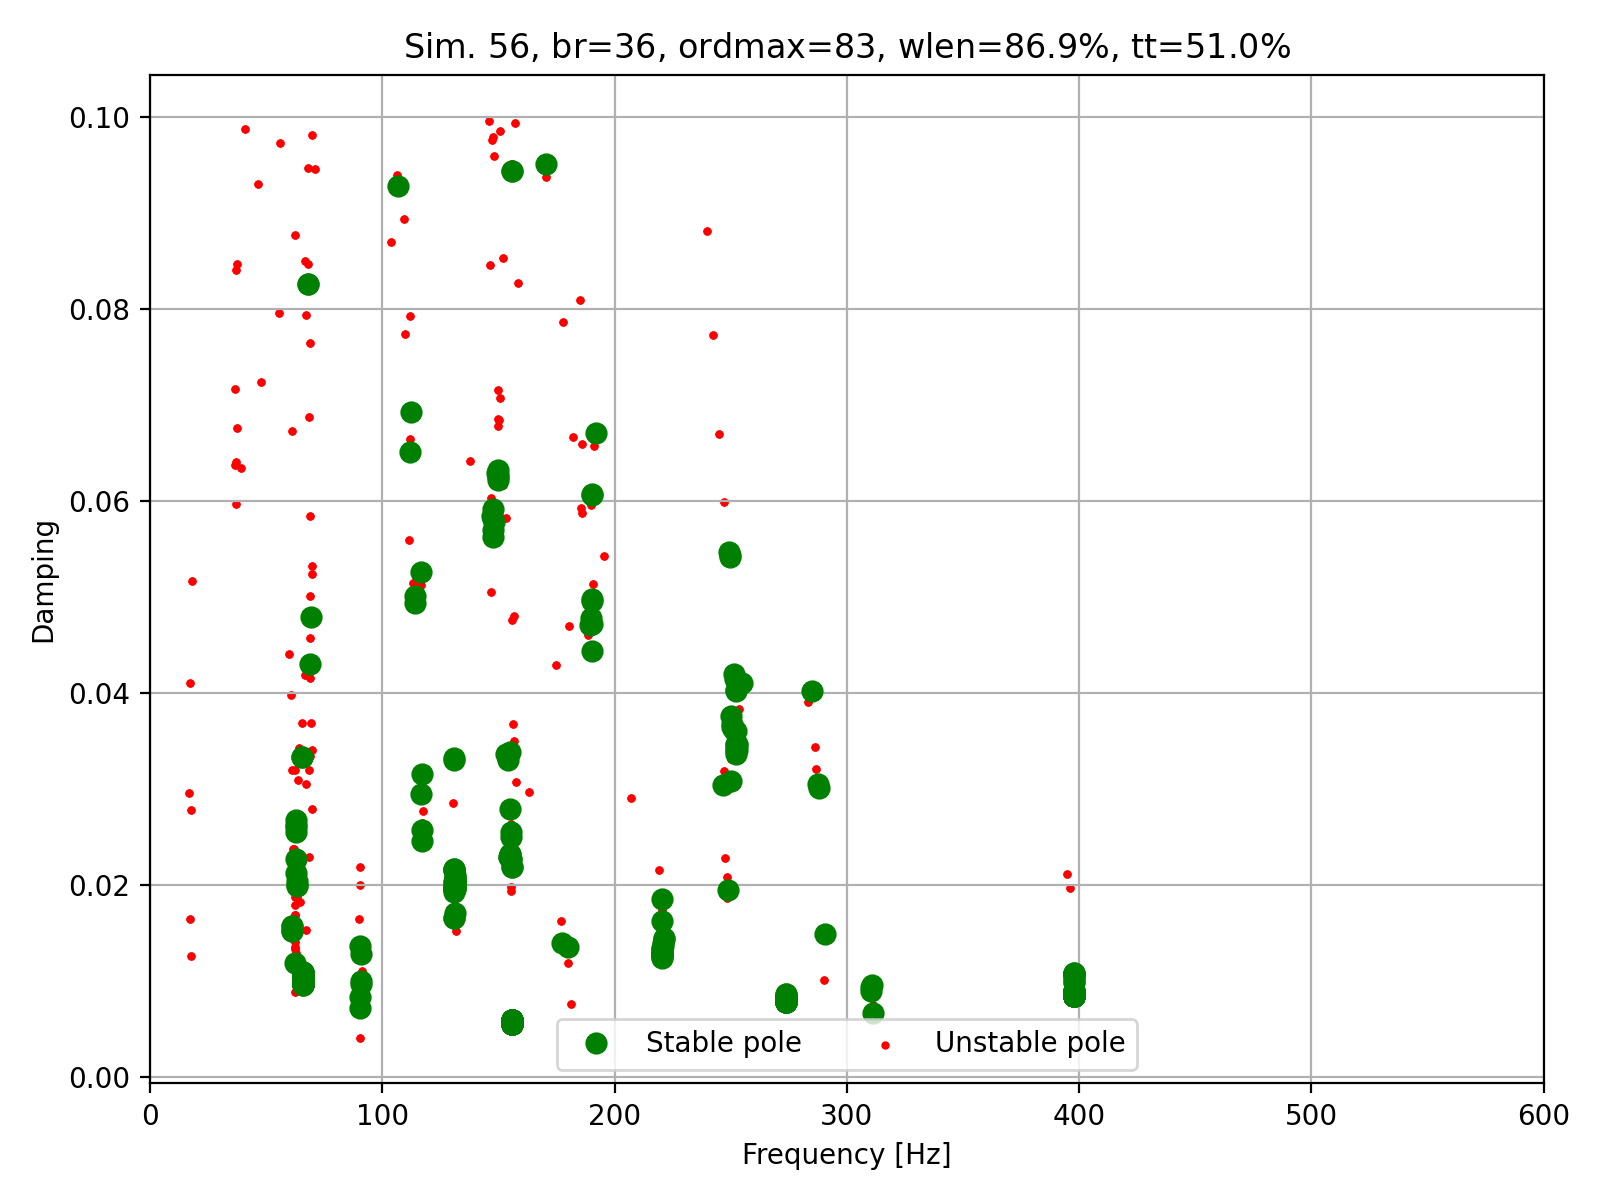 Sim. 56, br=36, ordmax=83, wlen=86.9%, tt=51.0%
0.10
0.08
0.06
0.04
0.02
0.00
Damping
Stable pole
Unstable pole
0 100 200 300 400 500 600
Frequency [Hz]